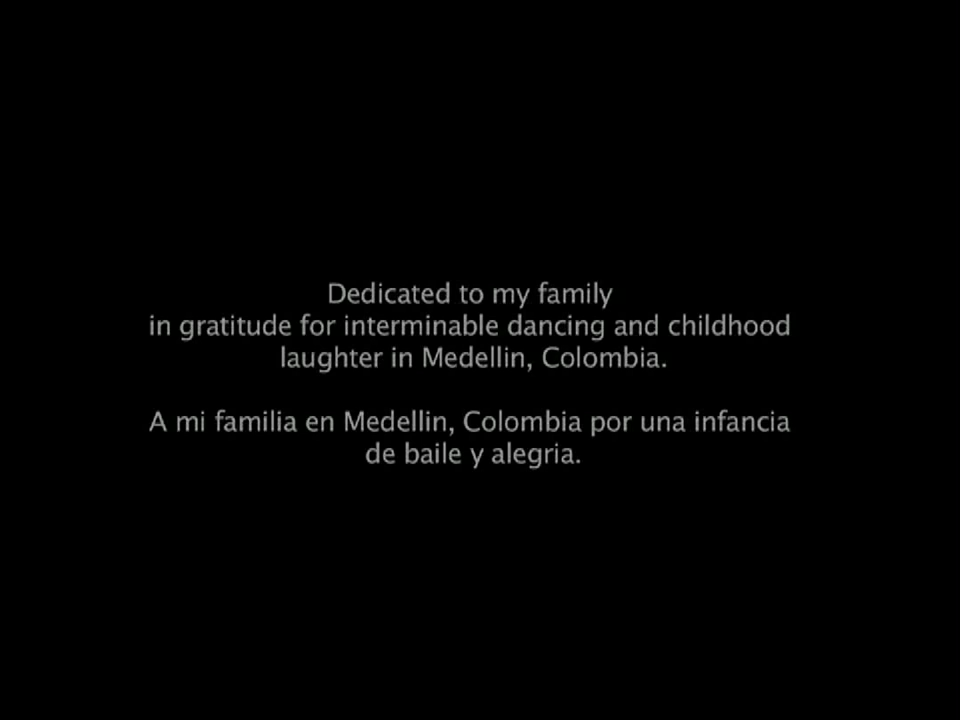 Dedicated to my family
in gratitude for interminable dancing and childhood
laughter in Medellin, Colombia.
A mi familia en Medellin, Colombia por una infancia
de baile y alegria.